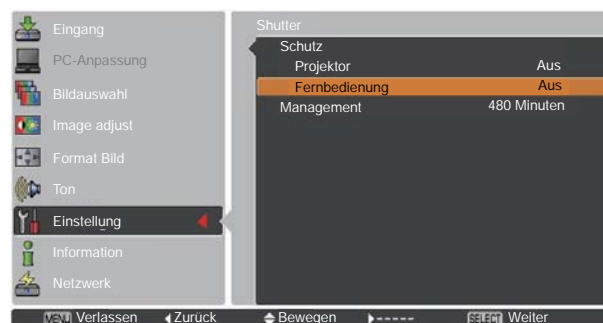 Eingang
PC-Anpassung
Bildauswahl
Image adjust
Format Bild
Ton
Einstellung
Information
Netzwerk
Shutter
Schutz
Projektor Aus
Fernbedienung Aus
Management 480 Minuten
MENU Verlassen Zurück Bewegen ----- SELECT Weiter